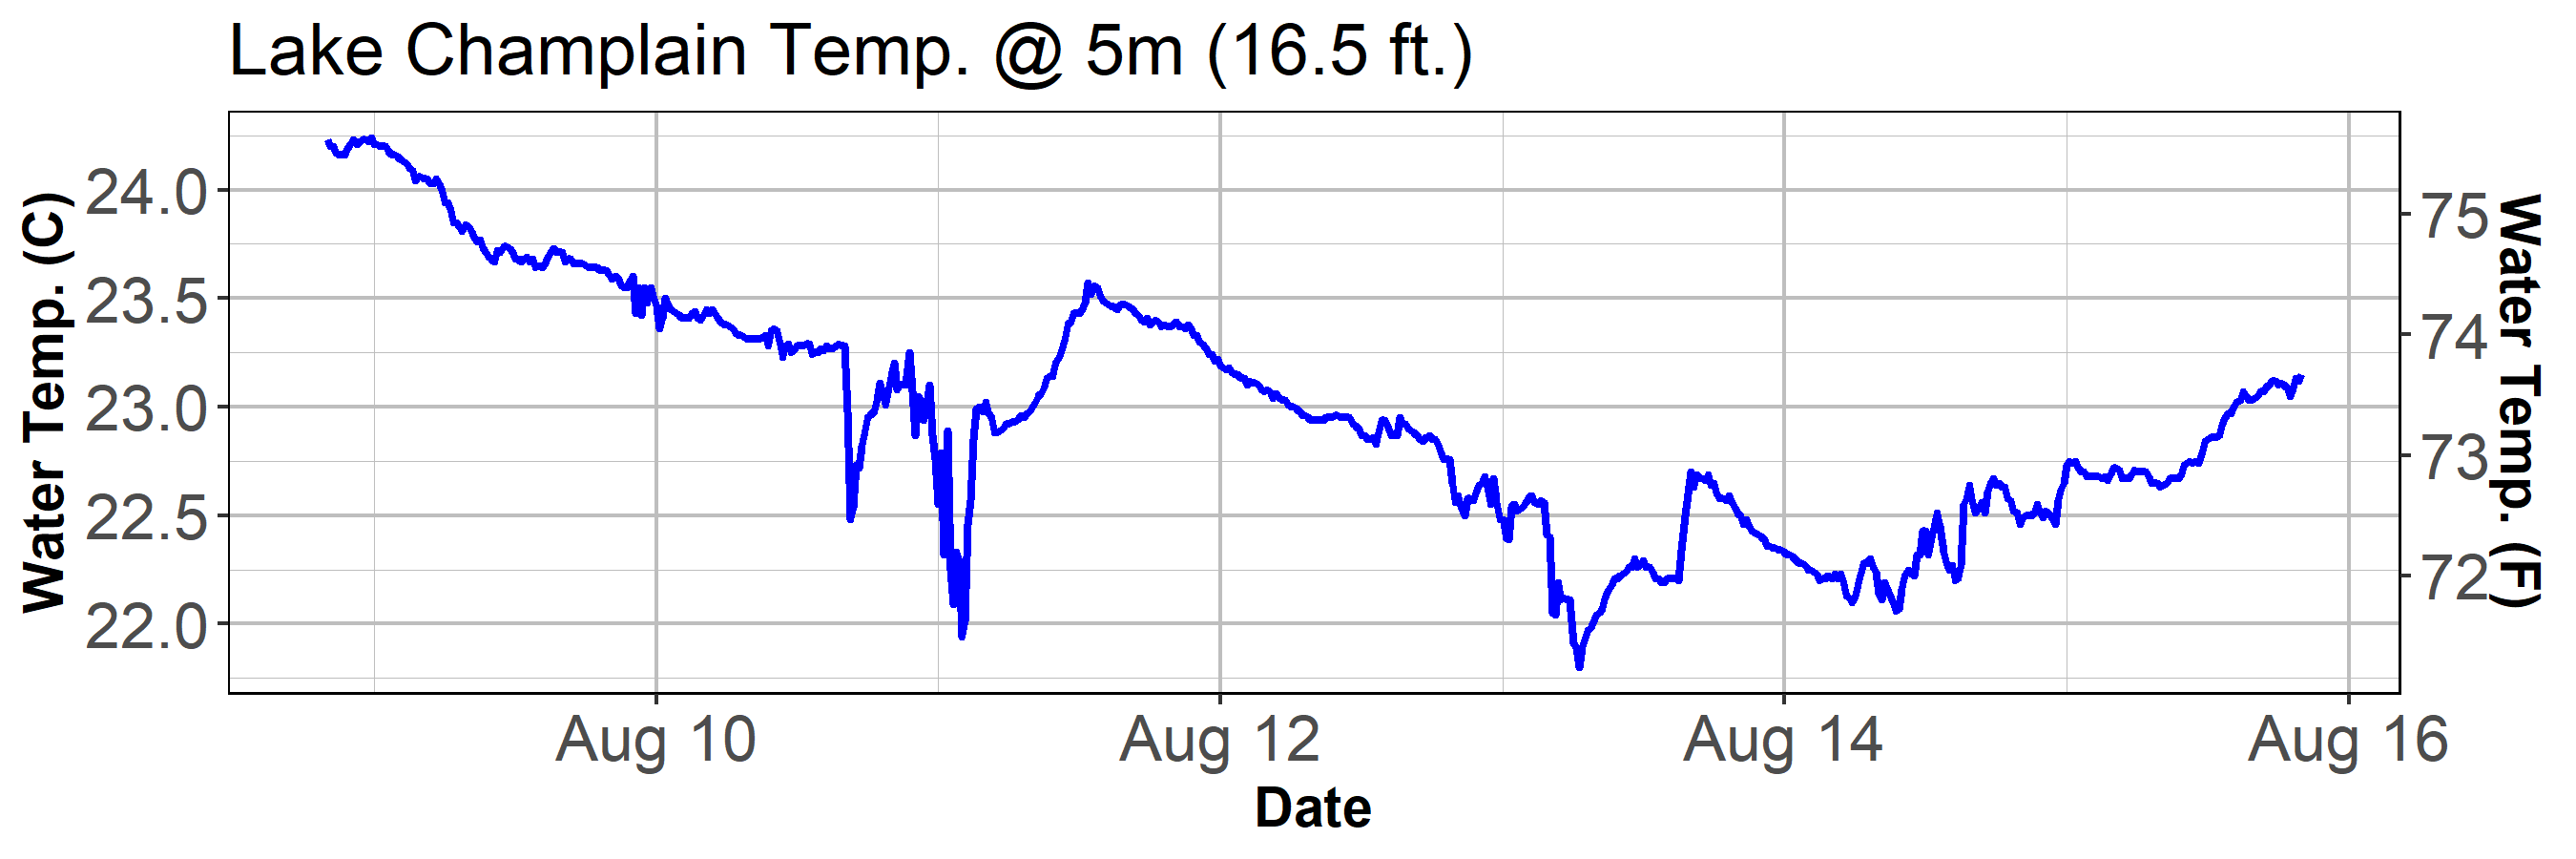 Lake Champlain Temp. @ 5m (16.5 ft.)
Water Temp. (C)
24.0
23.5
23.0
22.5
22.0
75
74
73
72
Water Temp. (F)
Aug 10
Aug 12
Aug 14
Aug 16
Date